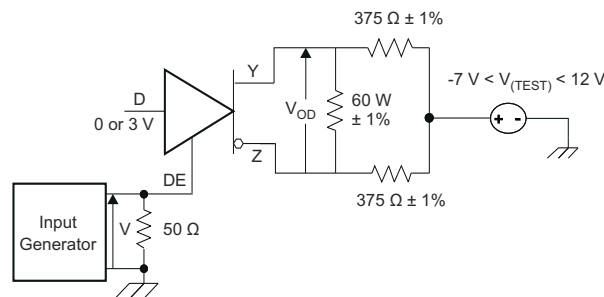 375 Ω ± 1%
Y
-7 V < V(TEST) < 12 V
D
VOD
60 W
± 1%
+ -
0 or 3 V
Z
DE
375 Ω ± 1%
Input
Generator
V
50 Ω